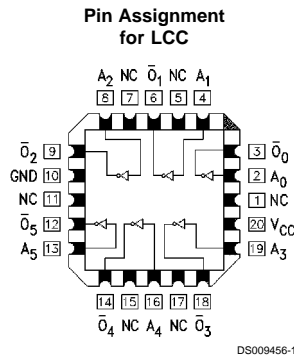 Pin Assignment
for LCC
A₂ NC Ō₁ NC A₁
8 7 6 5 4
Ō₂ 9
GND 10
NC 11
Ō₅ 12
A₅ 13
3 Ō₀
2 A₀
1 NC
20 V_CC
19 A₃
14 15 16 17 18
Ō₄ NC A₄ NC Ō₃
DS009456-1